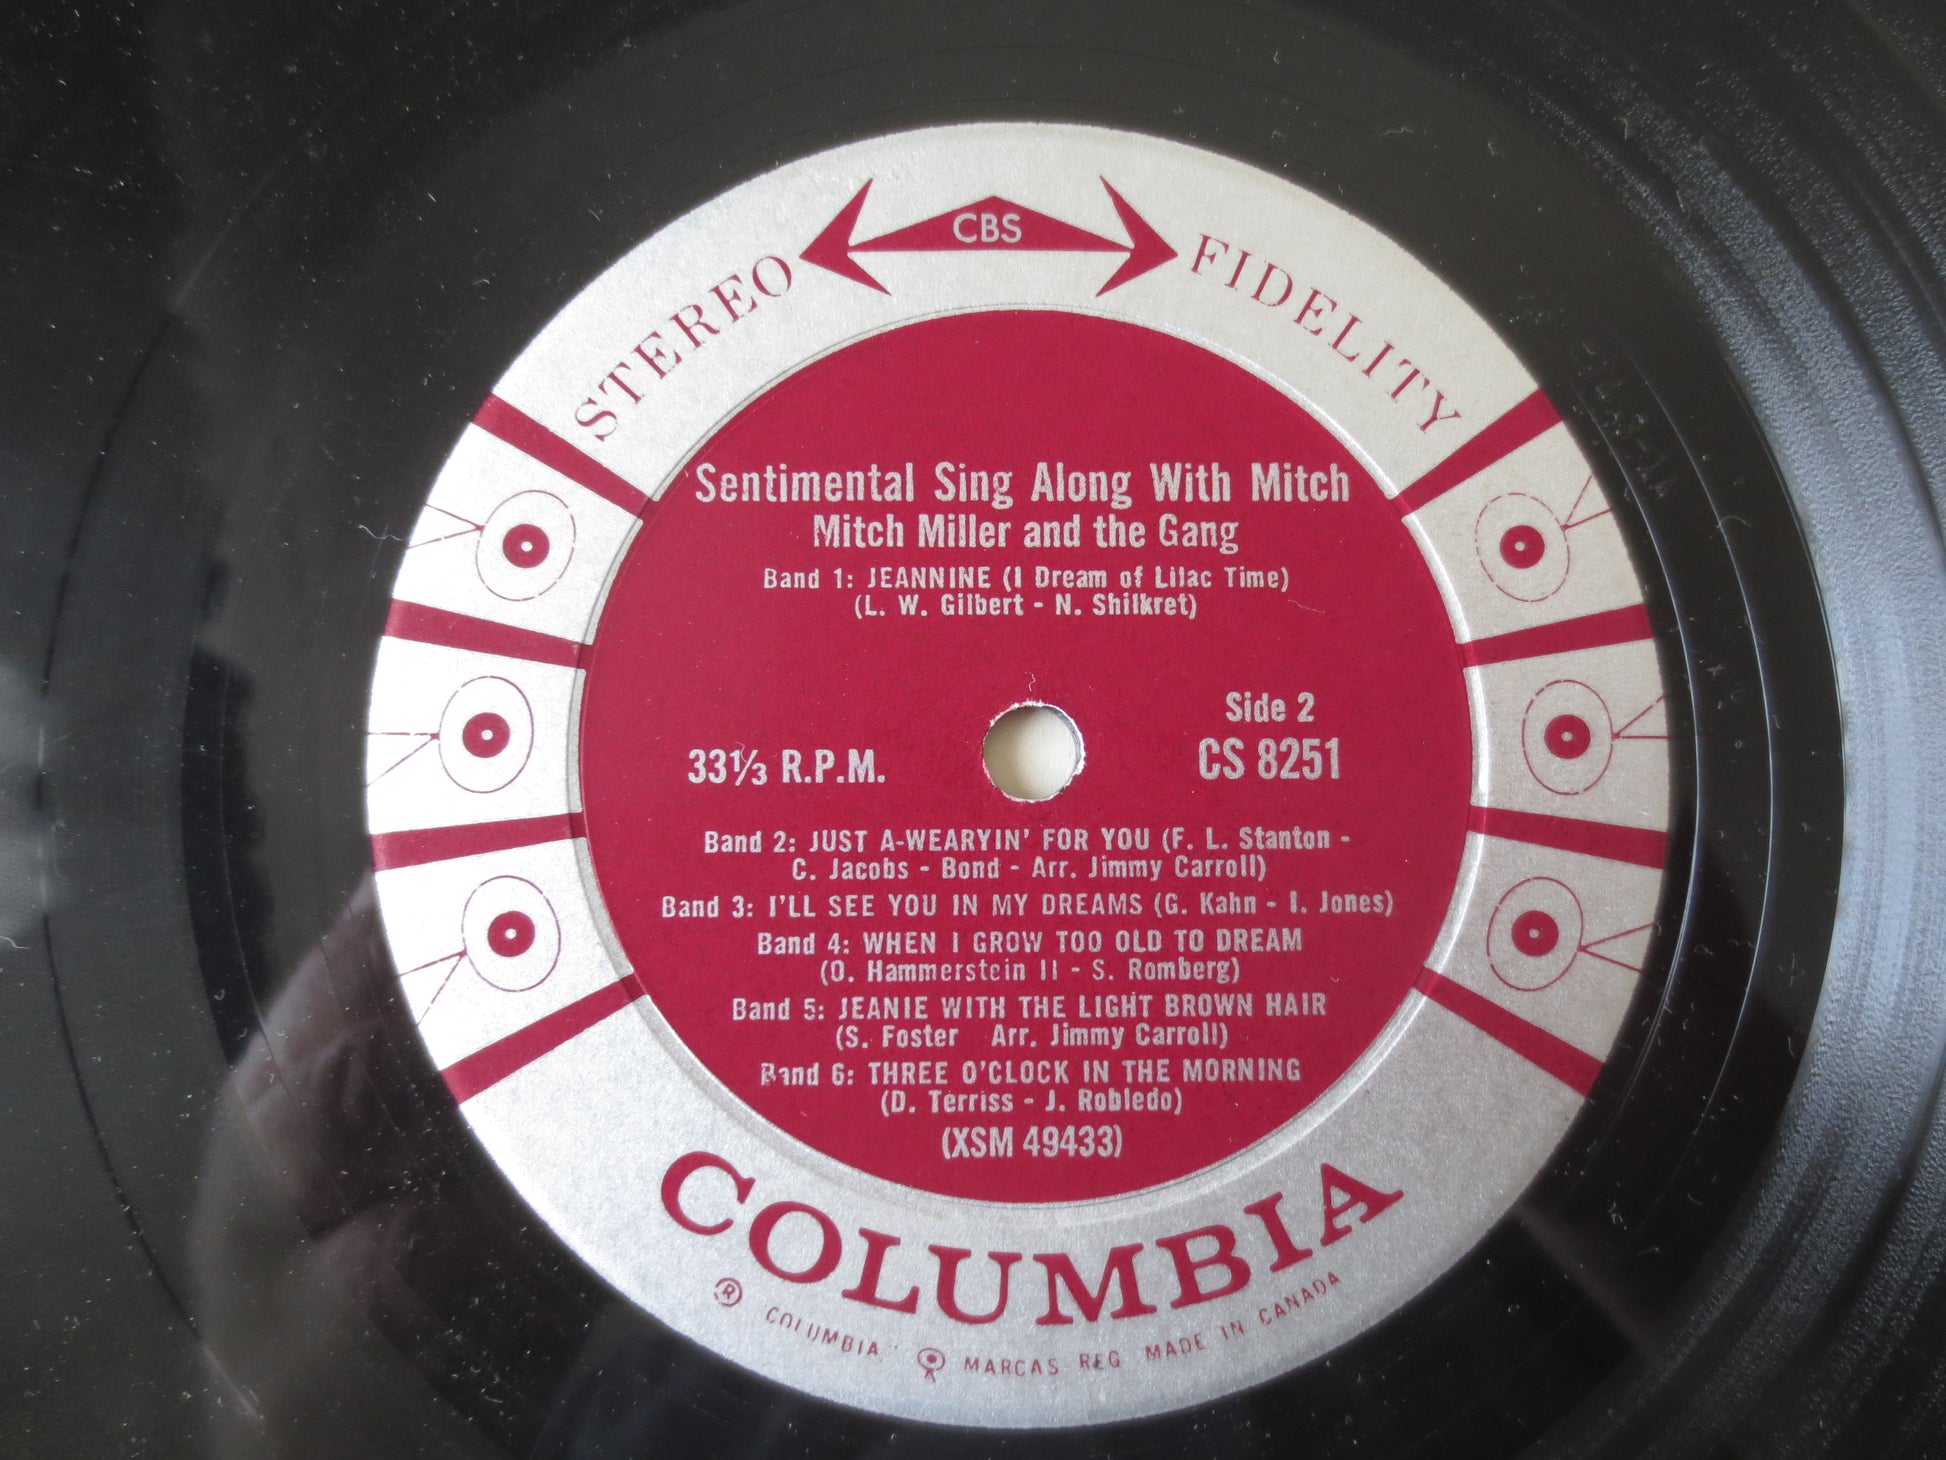 CBS
STEREO FIDELITY
Sentimental Sing Along With Mitch
Mitch Miller and the Gang
Band 1: JEANNINE (I Dream of Lilac Time)
(L. W. Gilbert - N. Shilkret)
Side 2
33⅓ R.P.M.
CS 8251
Band 2: JUST A-WEARYIN' FOR YOU (F. L. Stanton -
C. Jacobs - Bond - Arr. Jimmy Carroll)
Band 3: I'LL SEE YOU IN MY DREAMS (G. Kahn - I. Jones)
Band 4: WHEN I GROW TOO OLD TO DREAM
(O. Hammerstein II - S. Romberg)
Band 5: JEANIE WITH THE LIGHT BROWN HAIR
(S. Foster Arr. Jimmy Carroll)
Band 6: THREE O'CLOCK IN THE MORNING
(D. Terriss - J. Robledo)
(XSM 49433)
COLUMBIA
® COLUMBIA MARCAS REG MADE IN CANADA